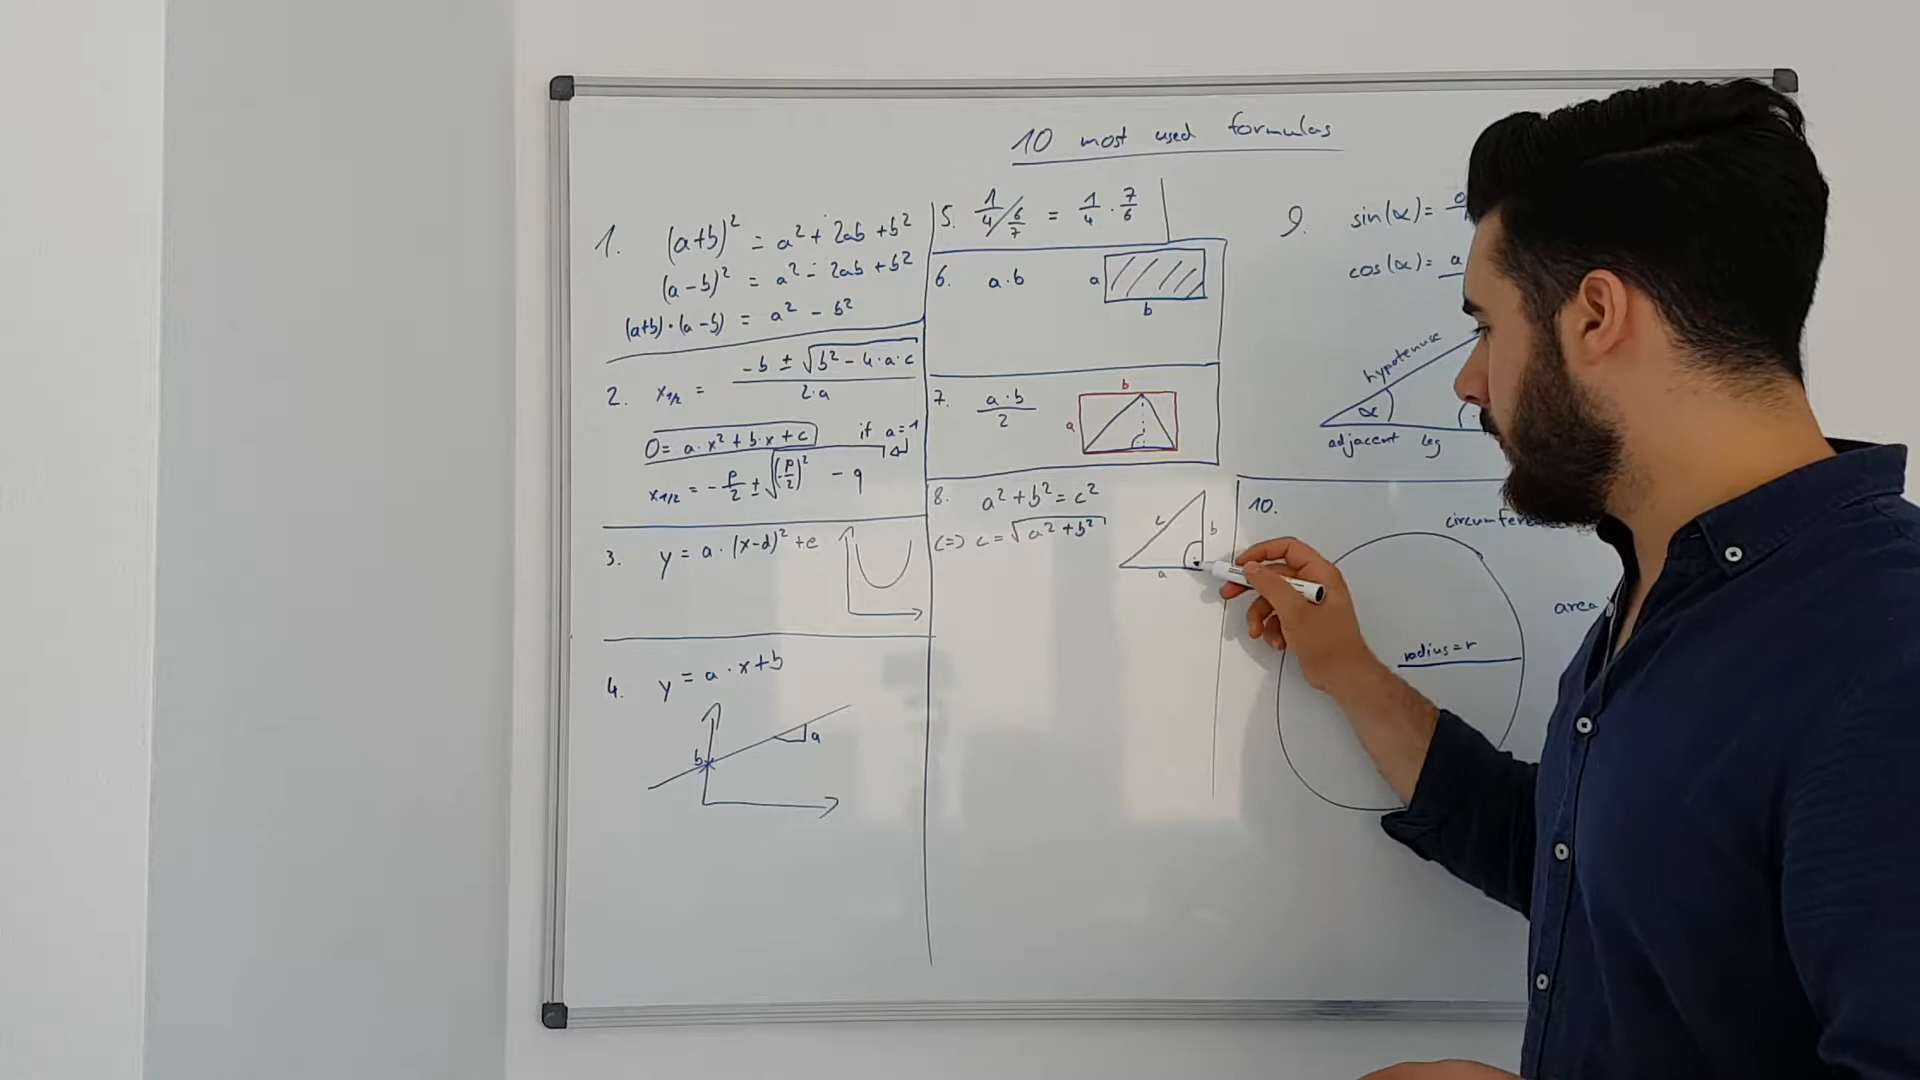 10 most used formulas
1. (a+b)² = a² + 2ab + b²
(a-b)² = a² - 2ab + b²
(a+b)·(a-b) = a² - b²
2. x₁/₂ = (-b ± √(b² - 4·a·c)) / (2·a)
0 = a·x² + b·x + c if a=1
x₁/₂ = -p/2 ± √((-p/2)² - q)
3. y = a·(x-d)² + e
4. y = a·x+b
b
a
5. 1/4 / 6/7 = 1/4 · 7/6
6. a·b
a
b
7. a·b/2
b
a
8. a² + b² = c²
(=) c = √(a² + b²)
c
b
a
9. sin(α) =
cos(α) = a
hypotenuse
α
adjacent leg
10.
area
radius = r